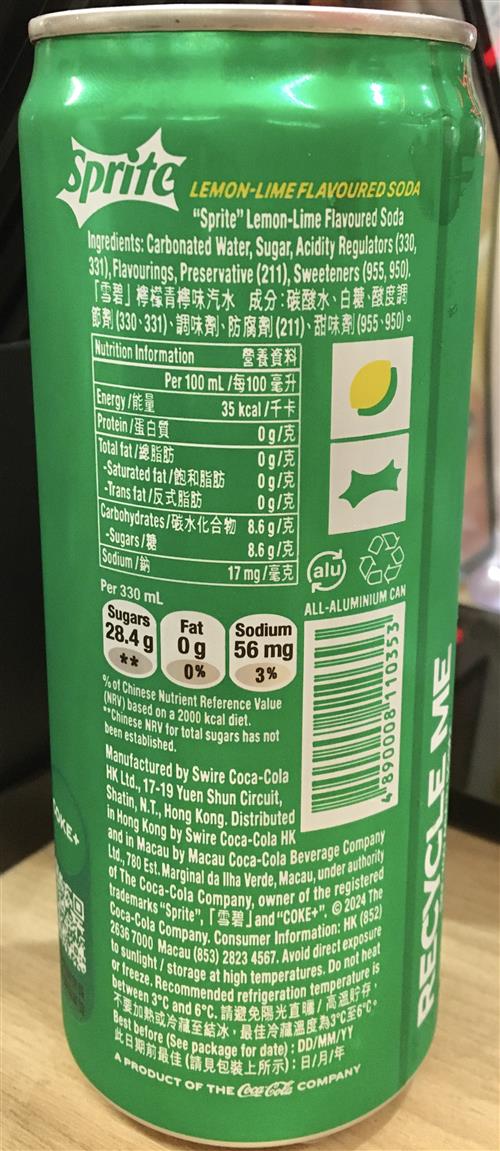 Sprite
LEMON-LIME FLAVOURED SODA
“Sprite” Lemon-Lime Flavoured Soda
Ingredients: Carbonated Water, Sugar, Acidity Regulators (330,
331), Flavourings, Preservative (211), Sweeteners (955, 950).
「雪碧」檸檬青檸味汽水 成分：碳酸水、白糖、酸度調
節劑 (330、331)、調味劑、防腐劑 (211)、甜味劑 (955、950)。
Nutrition Information 營養資料
Per 100 mL /每100 毫升
Energy /能量 35 kcal /千卡
Protein /蛋白質 0 g/克
Total fat /總脂肪 0 g/克
-Saturated fat /飽和脂肪 0 g/克
-Trans fat /反式脂肪 0 g/克
Carbohydrates /碳水化合物 8.6 g/克
-Sugars /糖 8.6 g/克
Sodium /鈉 17 mg /毫克
alu
ALL-ALUMINIUM CAN
Per 330 mL
Sugars 28.4 g **
Fat 0 g 0%
Sodium 56 mg 3%
% of Chinese Nutrient Reference Value
(NRV) based on a 2000 kcal diet.
**Chinese NRV for total sugars has not
been established.
4 890008 110353
Manufactured by Swire Coca-Cola
HK Ltd., 17-19 Yuen Shun Circuit,
Shatin, N.T., Hong Kong. Distributed
in Hong Kong by Swire Coca-Cola HK
and in Macau by Macau Coca-Cola Beverage Company
Ltd., 780 Est. Marginal da Ilha Verde, Macau, under authority
of The Coca-Cola Company, owner of the registered
trademarks “Sprite”, 「雪碧」 and “COKE+”. © 2024 The
Coca-Cola Company. Consumer Information: HK (852)
2636 7000 Macau (853) 2823 4567. Avoid direct exposure
to sunlight / storage at high temperatures. Do not heat
or freeze. Recommended refrigeration temperature is
between 3°C and 6°C. 請避免陽光直曬 / 高溫貯存，
不要加熱或冷藏至結冰，最佳冷藏溫度為3°C至6°C。
Best before (See package for date) : DD/MM/YY
此日期前最佳 (請見包裝上所示) : 日/月/年
A PRODUCT OF THE Coca-Cola COMPANY
RECYCLE ME
COKE+